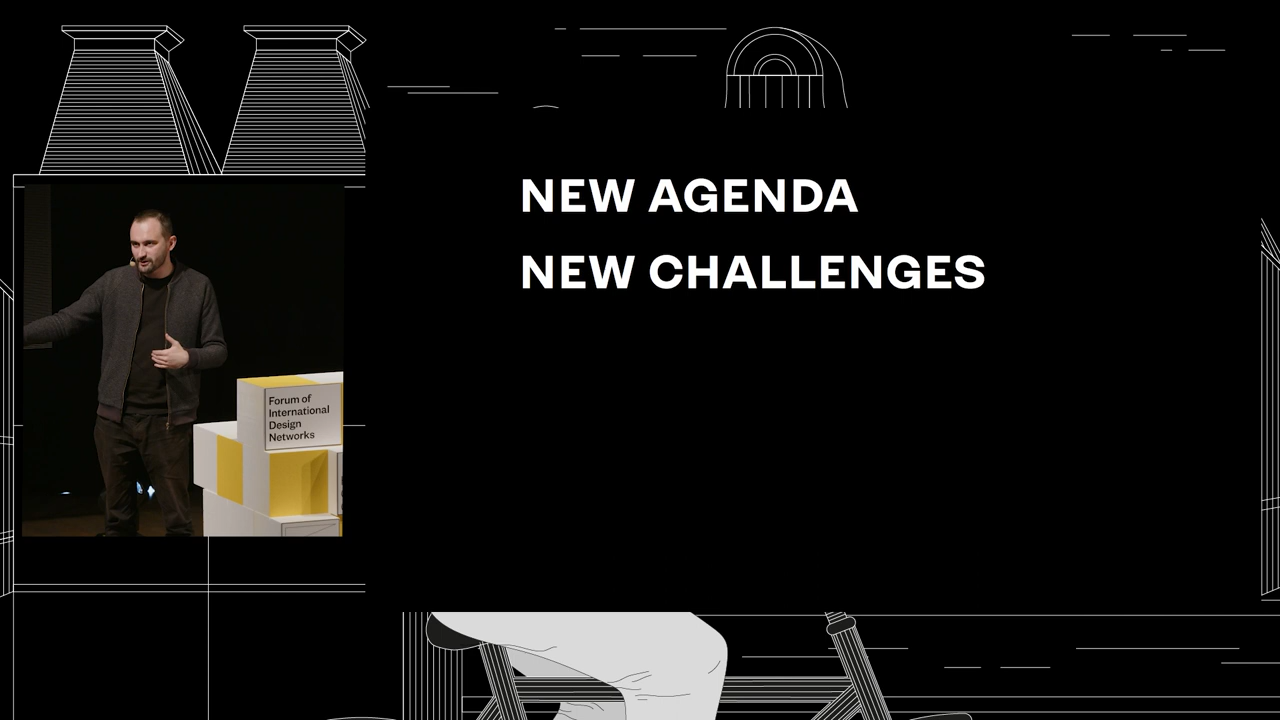 NEW AGENDA
NEW CHALLENGES
Forum of
International
Design
Networks